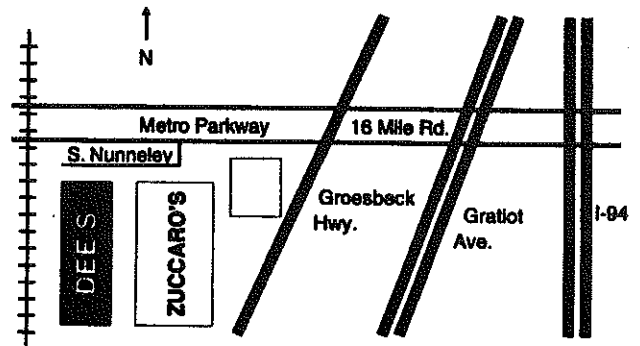 N
Metro Parkway
16 Mile Rd.
S. Nunneley
DEES
ZUCCARO'S
Groesbeck
Hwy.
Gratiot
Ave.
I-94